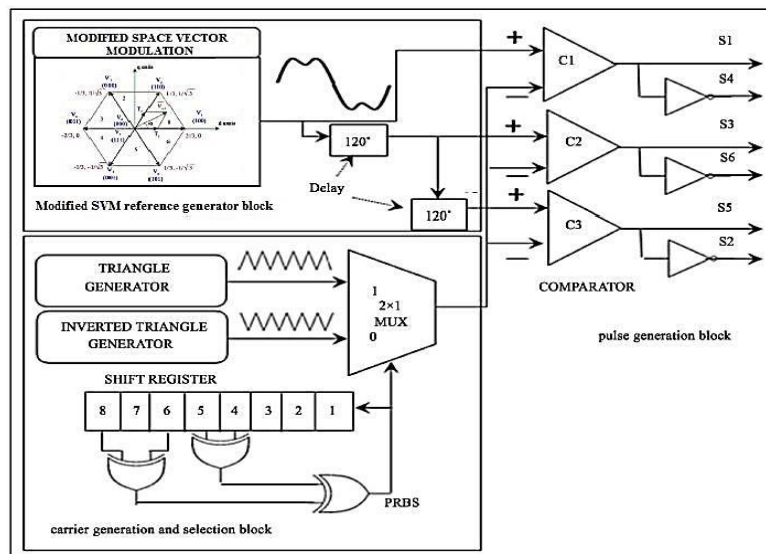 MODIFIED SPACE VECTOR
MODULATION
q axis
d axis
Modified SVM reference generator block
120°
Delay
120°
+
C1
S1
S4
+
C2
S3
S6
+
C3
S5
S2
COMPARATOR
pulse generation block
TRIANGLE
GENERATOR
INVERTED TRIANGLE
GENERATOR
1
2×1
MUX
0
SHIFT REGISTER
8 7 6 5 4 3 2 1
PRBS
carrier generation and selection block